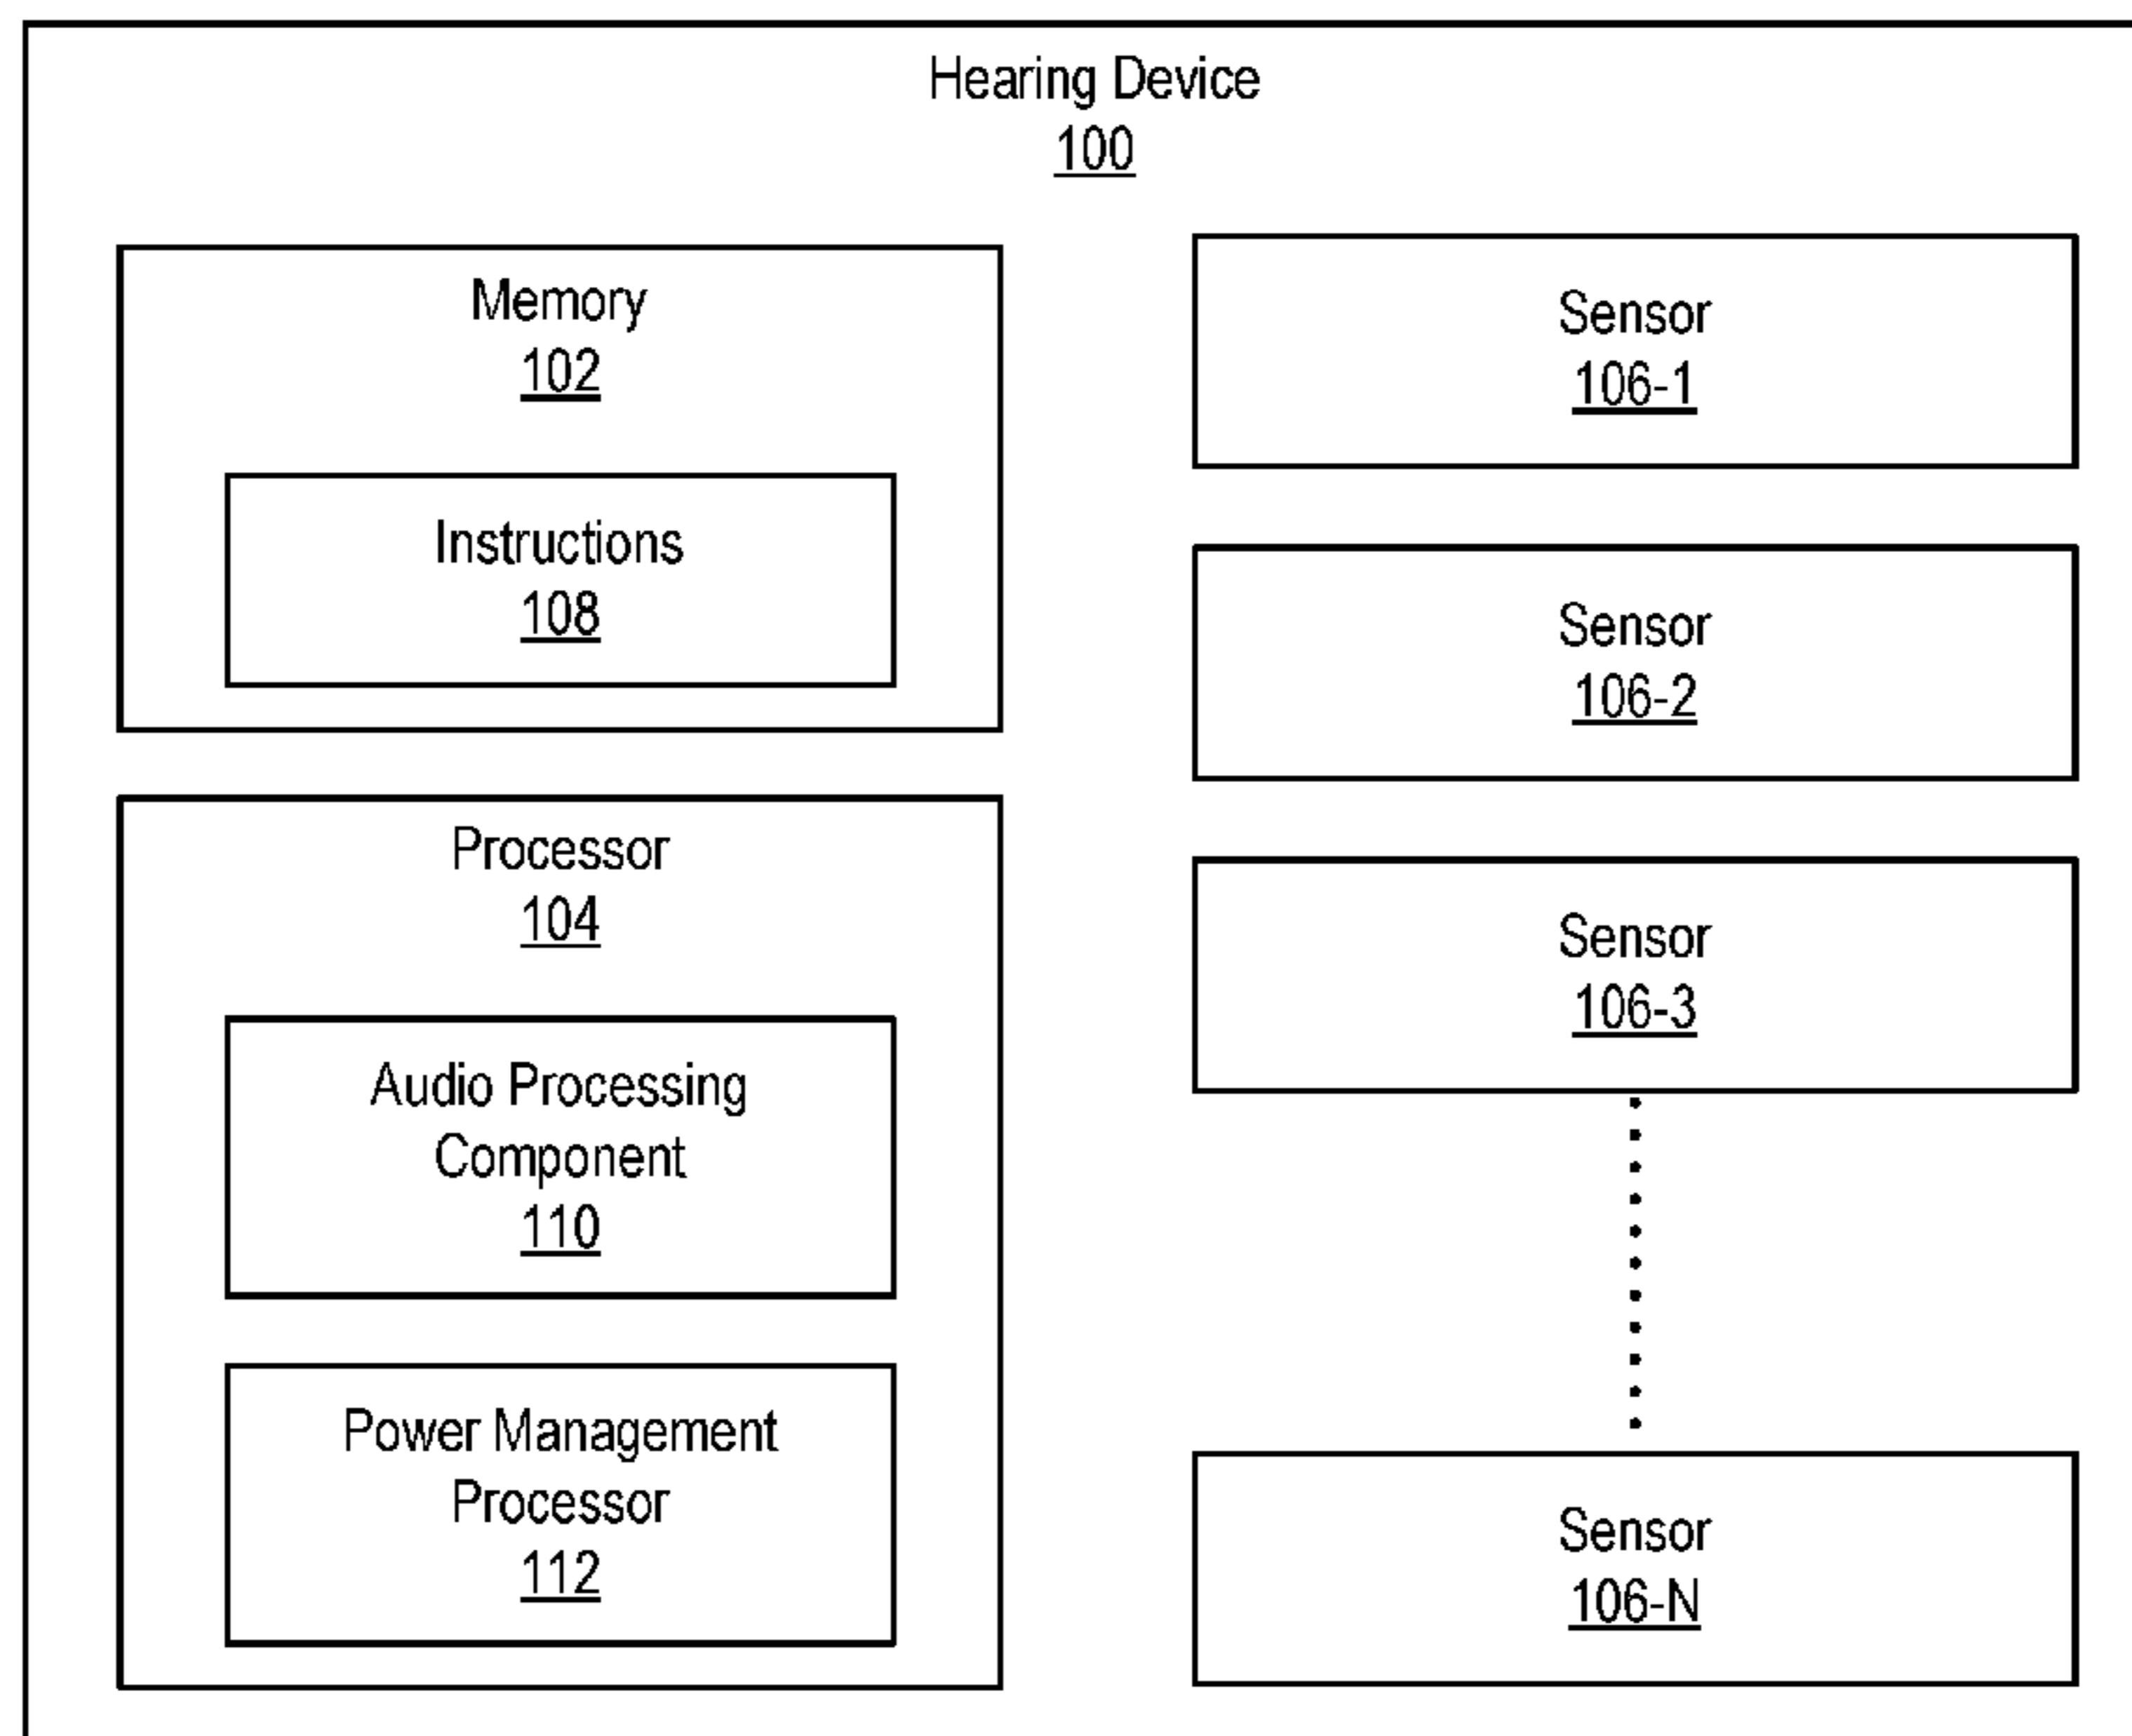 Hearing Device
100
Memory
102
Instructions
108
Processor
104
Audio Processing
Component
110
Power Management
Processor
112
Sensor
106-1
Sensor
106-2
Sensor
106-3
Sensor
106-N